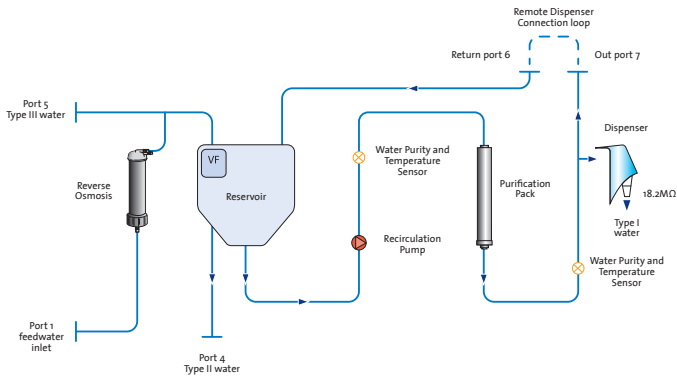 Remote Dispenser
Connection loop
Return port 6
Out port 7
Port 5
Type III water
Dispenser
VF
Water Purity and
Temperature
Sensor
Reverse
Osmosis
Reservoir
Purification
Pack
18.2MΩ
Type I
water
Recirculation
Pump
Water Purity and
Temperature
Sensor
Port 1
feedwater
inlet
Port 4
Type II water